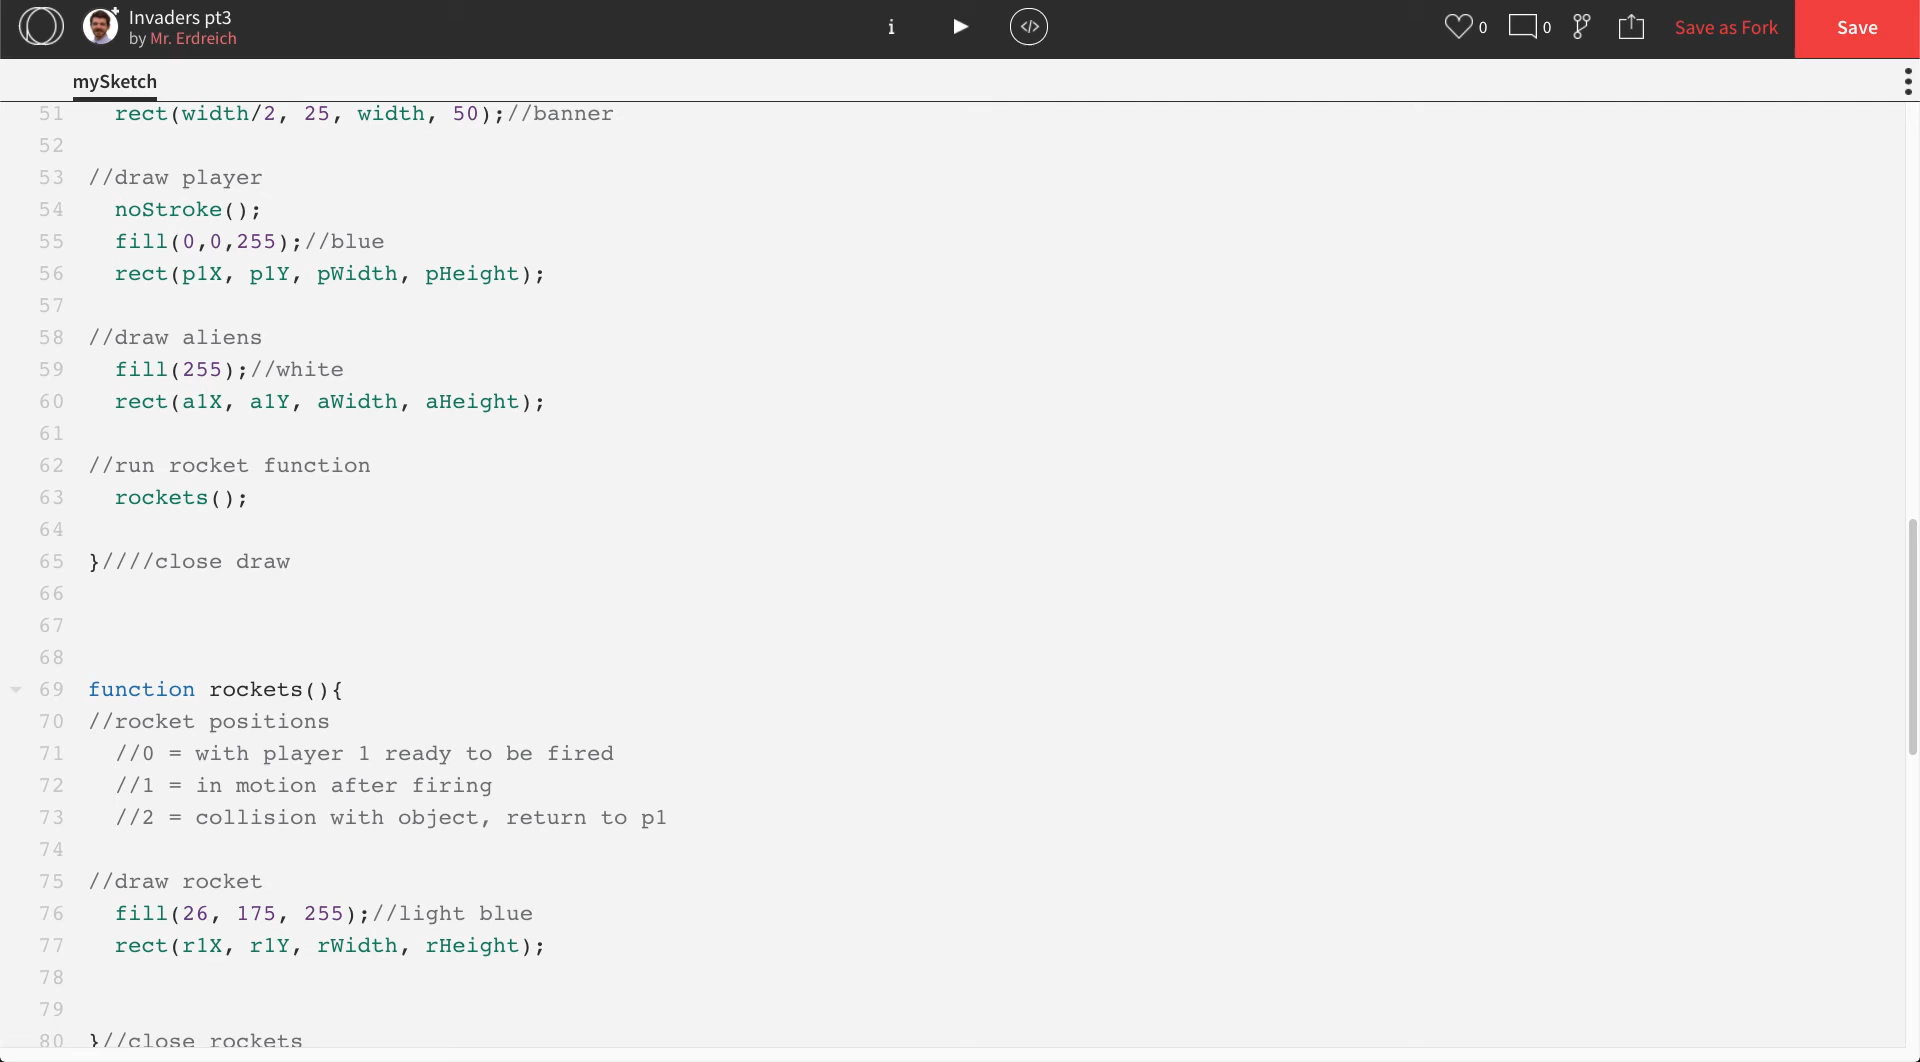 Invaders pt3
by Mr. Erdreich
i
</>
0
0
Save as Fork
Save
mySketch
51 rect(width/2, 25, width, 50);//banner
52
53 //draw player
54 noStroke();
55 fill(0,0,255);//blue
56 rect(p1X, p1Y, pWidth, pHeight);
57
58 //draw aliens
59 fill(255);//white
60 rect(a1X, a1Y, aWidth, aHeight);
61
62 //run rocket function
63 rockets();
64
65 }////close draw
66
67
68
69 function rockets(){
70 //rocket positions
71 //0 = with player 1 ready to be fired
72 //1 = in motion after firing
73 //2 = collision with object, return to p1
74
75 //draw rocket
76 fill(26, 175, 255);//light blue
77 rect(r1X, r1Y, rWidth, rHeight);
78
79
80 }//close rockets